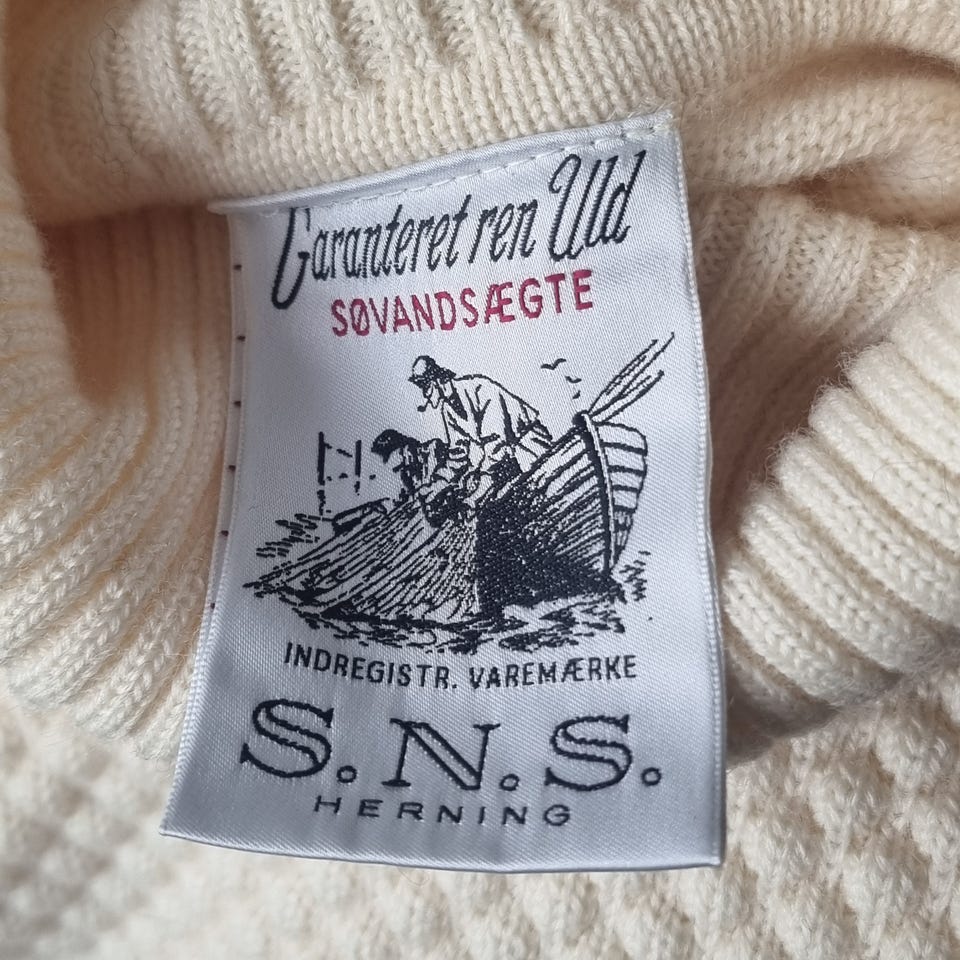 Garanteret ren Uld
SØVANDSÆGTE
INDREGISTR. VAREMÆRKE
S.N.S.
HERNING